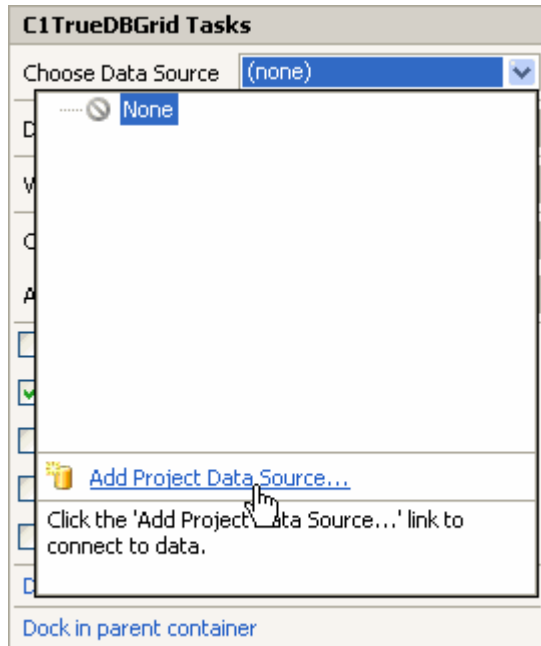 C1TrueDBGrid Tasks
Choose Data Source (none)
None
D
V
C
A
Add Project Data Source...
Click the 'Add Project Data Source...' link to
connect to data.
D
Dock in parent container